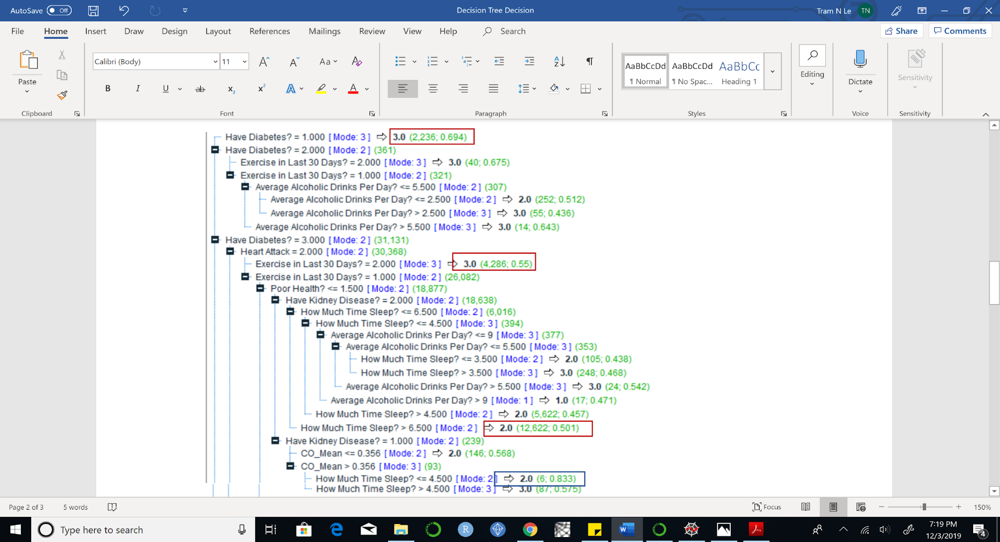 AutoSave Off Decision Tree Decision Tram N Le TN
File Home Insert Draw Design Layout References Mailings Review View Help Search Share Comments
Calibri (Body) 11 Aa
AaBbCcDd AaBbCcDd AaBbCc
Paste Editing Dictate Sensitivity
B I U ab x₂ x² A A ¶ Normal ¶ No Spac... Heading 1
Clipboard Font Paragraph Styles Voice Sensitivity
Have Diabetes? = 1.000 [ Mode: 3 ] ⇨ 3.0 (2,236; 0.694)
Have Diabetes? = 2.000 [ Mode: 2 ] (361)
Exercise in Last 30 Days? = 2.000 [ Mode: 3 ] ⇨ 3.0 (40; 0.675)
Exercise in Last 30 Days? = 1.000 [ Mode: 2 ] (321)
Average Alcoholic Drinks Per Day? <= 5.500 [ Mode: 2 ] (307)
Average Alcoholic Drinks Per Day? <= 2.500 [ Mode: 2 ] ⇨ 2.0 (252; 0.512)
Average Alcoholic Drinks Per Day? > 2.500 [ Mode: 3 ] ⇨ 3.0 (55; 0.436)
Average Alcoholic Drinks Per Day? > 5.500 [ Mode: 3 ] ⇨ 3.0 (14; 0.643)
Have Diabetes? = 3.000 [ Mode: 2 ] (31,131)
Heart Attack = 2.000 [ Mode: 2 ] (30,368)
Exercise in Last 30 Days? = 2.000 [ Mode: 3 ] ⇨ 3.0 (4,286; 0.55)
Exercise in Last 30 Days? = 1.000 [ Mode: 2 ] (26,082)
Poor Health? <= 1.500 [ Mode: 2 ] (18,877)
Have Kidney Disease? = 2.000 [ Mode: 2 ] (18,638)
How Much Time Sleep? <= 6.500 [ Mode: 2 ] (6,016)
How Much Time Sleep? <= 4.500 [ Mode: 3 ] (394)
Average Alcoholic Drinks Per Day? <= 9 [ Mode: 3 ] (377)
Average Alcoholic Drinks Per Day? <= 5.500 [ Mode: 3 ] (353)
How Much Time Sleep? <= 3.500 [ Mode: 2 ] ⇨ 2.0 (105; 0.438)
How Much Time Sleep? > 3.500 [ Mode: 3 ] ⇨ 3.0 (248; 0.468)
Average Alcoholic Drinks Per Day? > 5.500 [ Mode: 3 ] ⇨ 3.0 (24; 0.542)
Average Alcoholic Drinks Per Day? > 9 [ Mode: 1 ] ⇨ 1.0 (17; 0.471)
How Much Time Sleep? > 4.500 [ Mode: 2 ] ⇨ 2.0 (5,622; 0.457)
How Much Time Sleep? > 6.500 [ Mode: 2 ] ⇨ 2.0 (12,622; 0.501)
Have Kidney Disease? = 1.000 [ Mode: 2 ] (239)
CO_Mean <= 0.356 [ Mode: 2 ] ⇨ 2.0 (146; 0.568)
CO_Mean > 0.356 [ Mode: 3 ] (93)
How Much Time Sleep? <= 4.500 [ Mode: 2 ] ⇨ 2.0 (6; 0.833)
How Much Time Sleep? > 4.500 [ Mode: 3 ] ⇨ 3.0 (87; 0.575)
Page 2 of 3 5 words Focus 150%
Type here to search 7:19 PM
12/3/2019 4